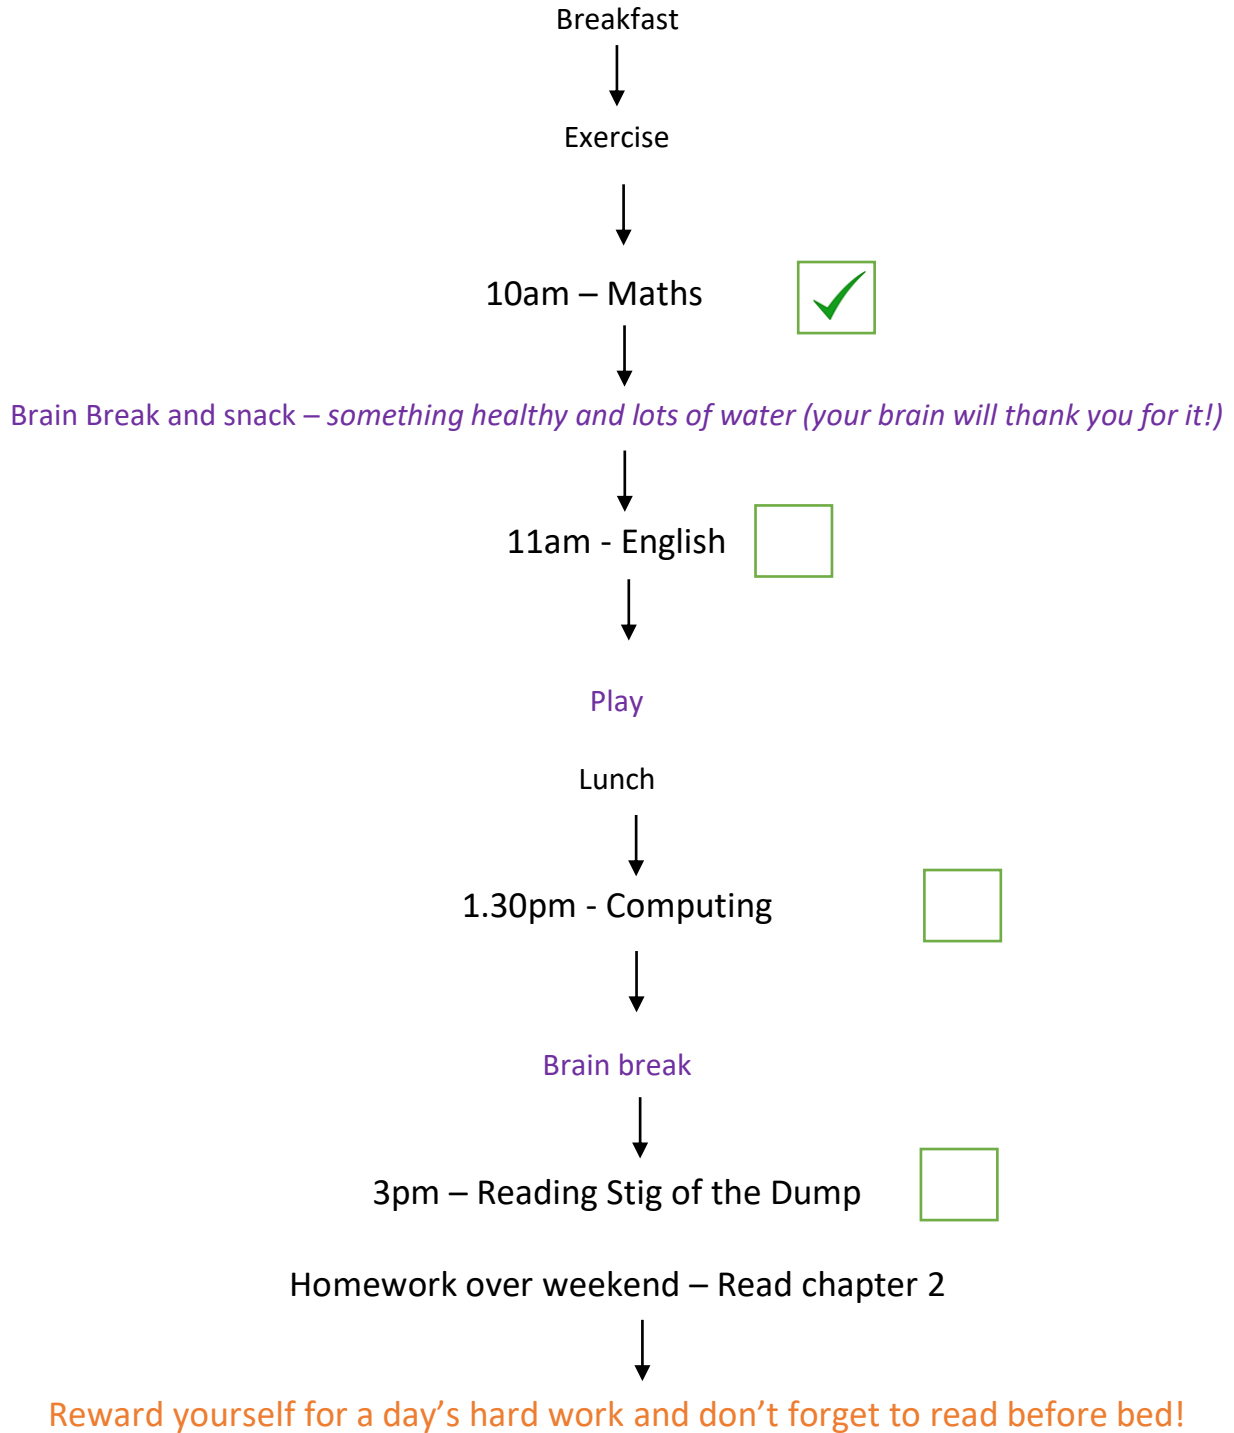 Breakfast
Exercise
10am – Maths
Brain Break and snack – something healthy and lots of water (your brain will thank you for it!)
11am - English
Play
Lunch
1.30pm - Computing
Brain break
3pm – Reading Stig of the Dump
Homework over weekend – Read chapter 2
Reward yourself for a day’s hard work and don’t forget to read before bed!